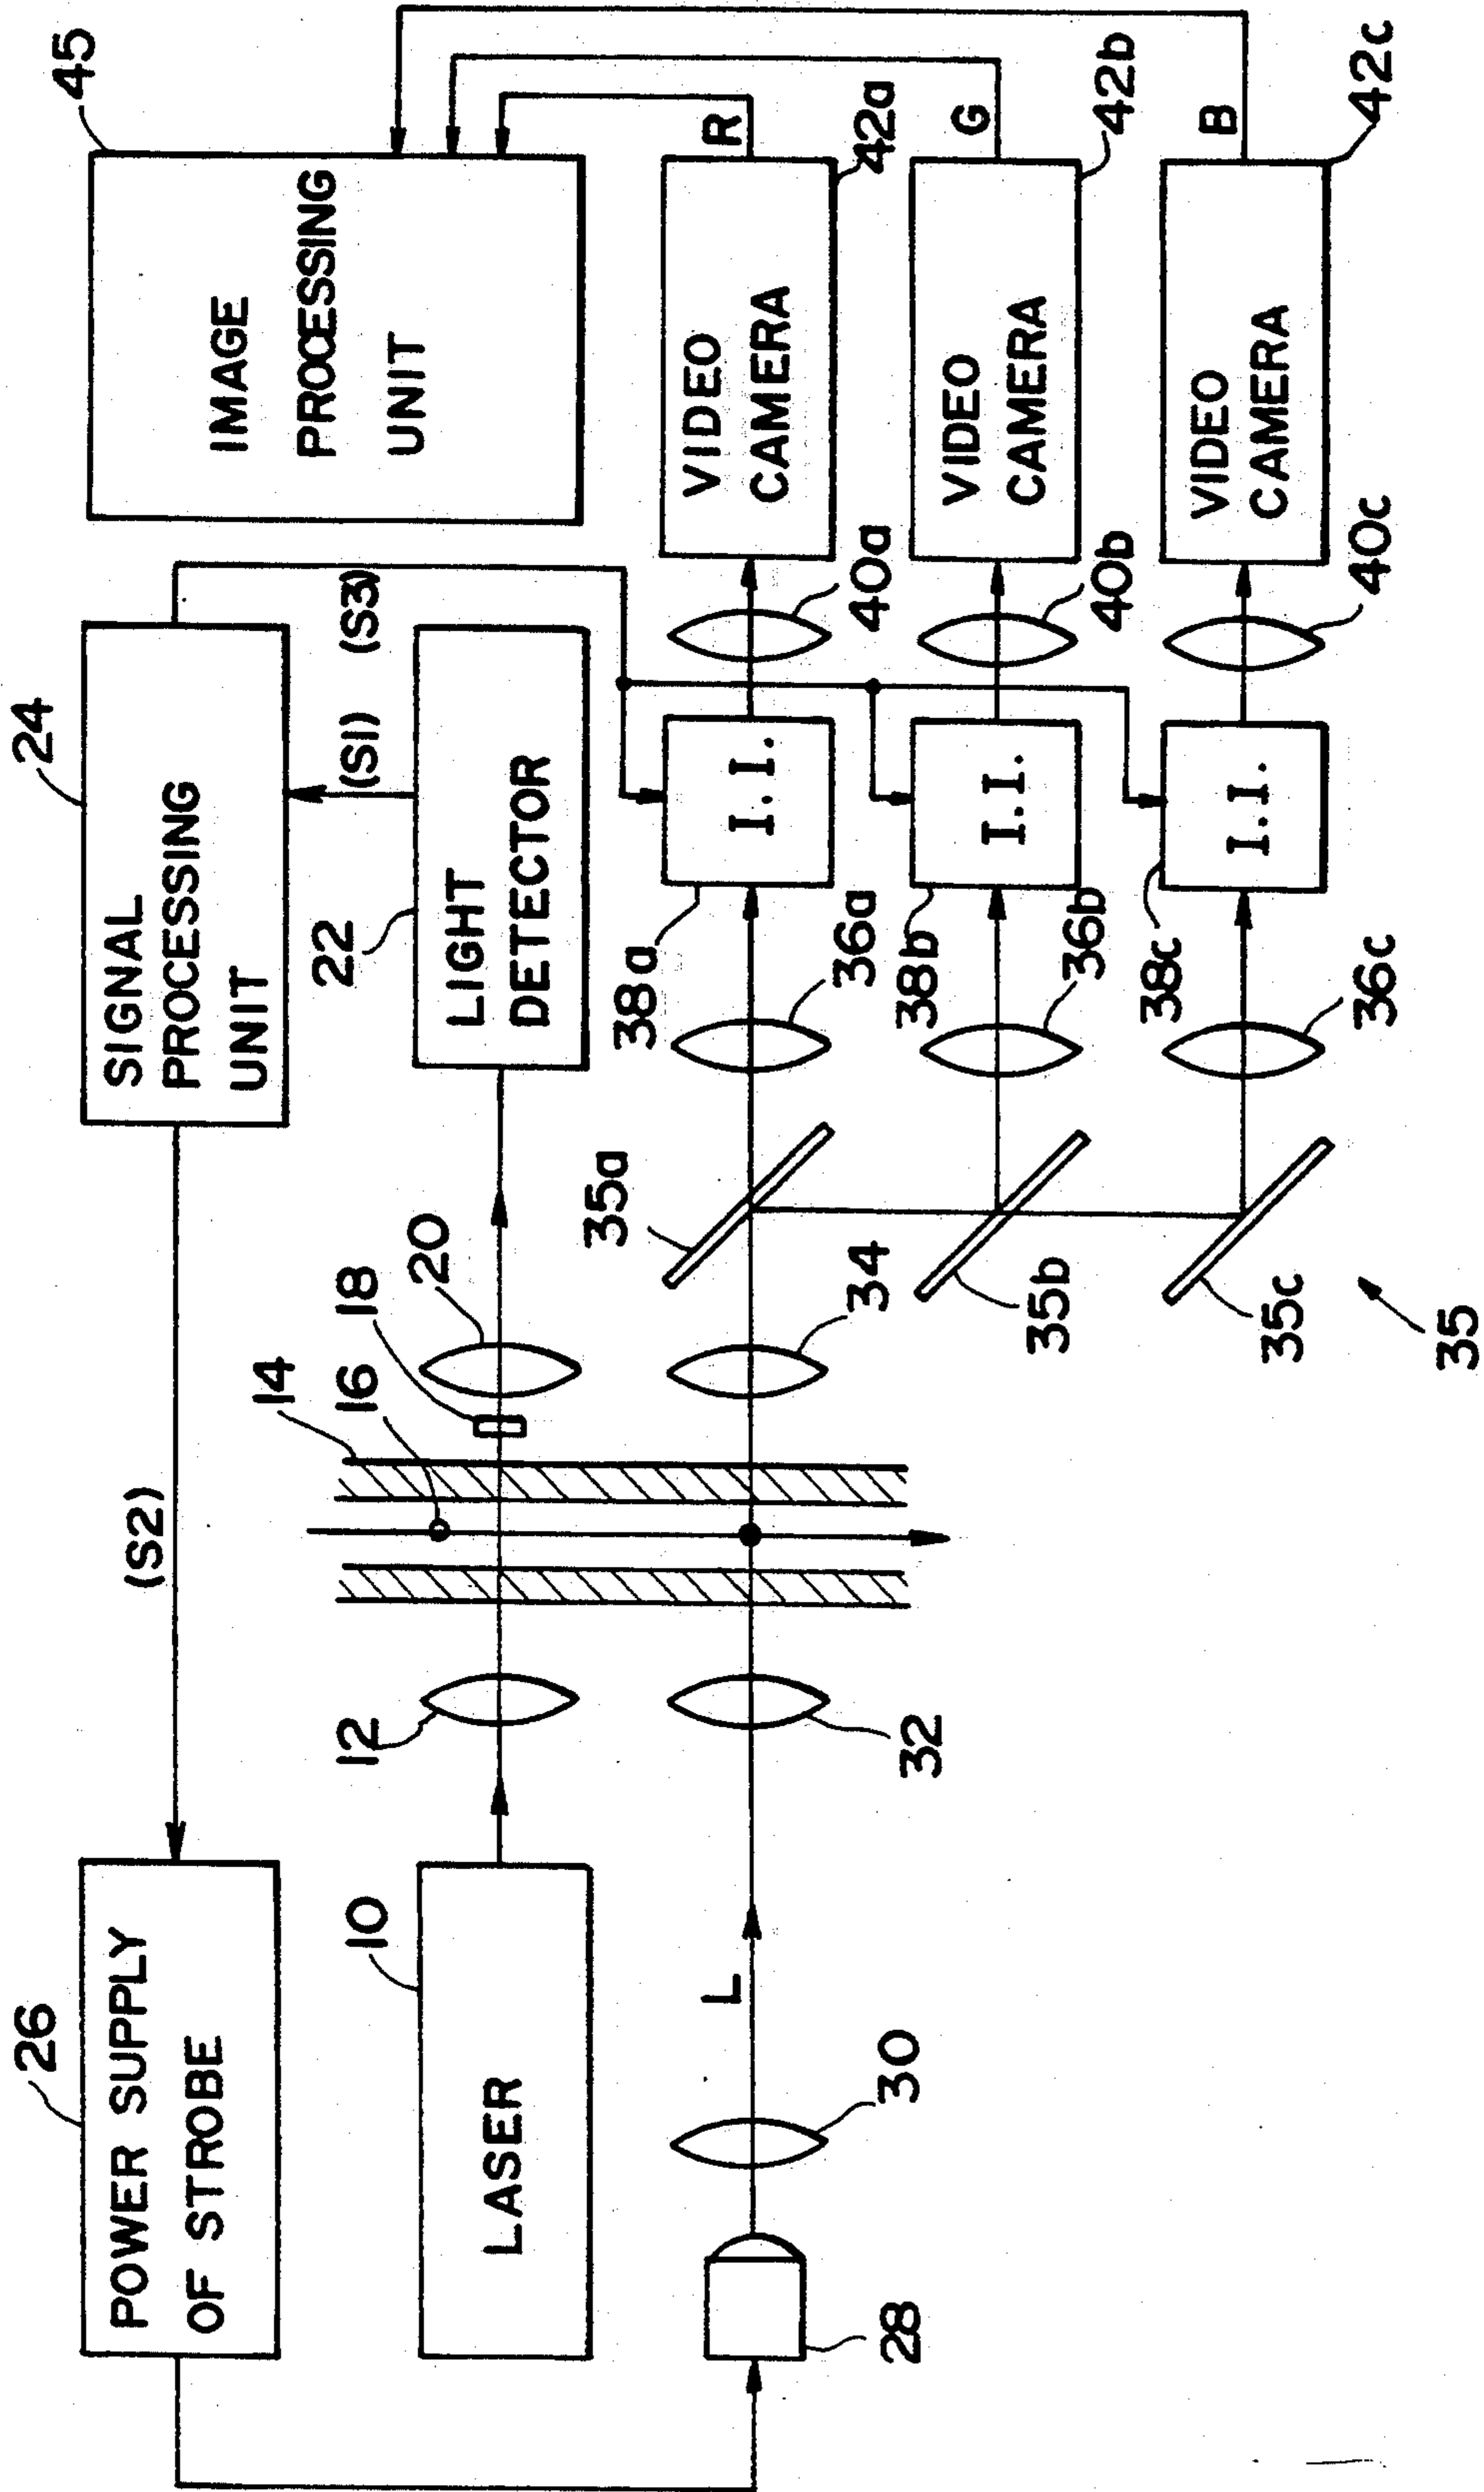 26
POWER SUPPLY
OF STROBE
(S2)
24
SIGNAL
PROCESSING
UNIT
45
IMAGE
PROCESSING
UNIT
10
LASER
12
14
16
18
20
22
LIGHT
DETECTOR
(S1)
(S3)
28
30
L
32
34
35a
36a
38a
I.I.
40a
VIDEO
CAMERA
42a
R
35b
36b
38b
I.I.
40b
VIDEO
CAMERA
42b
G
35c
36c
38c
I.I.
40c
VIDEO
CAMERA
42c
B
35